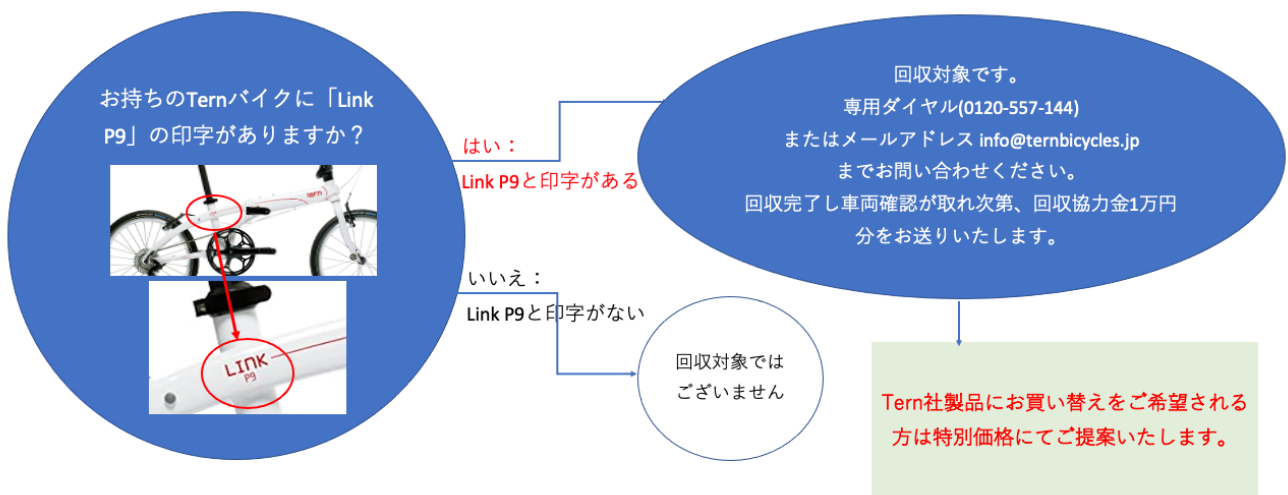 お持ちのTernバイクに「Link
P9」の印字がありますか？
LINK
P9
はい：
Link P9と印字がある
いいえ：
Link P9と印字がない
回収対象です。
専用ダイヤル(0120-557-144)
またはメールアドレス info@ternbicycles.jp
までお問い合わせください。
回収完了し車両確認が取れ次第、回収協力金1万円
分をお送りいたします。
回収対象では
ございません
Tern社製品にお買い替えをご希望される
方は特別価格にてご提案いたします。